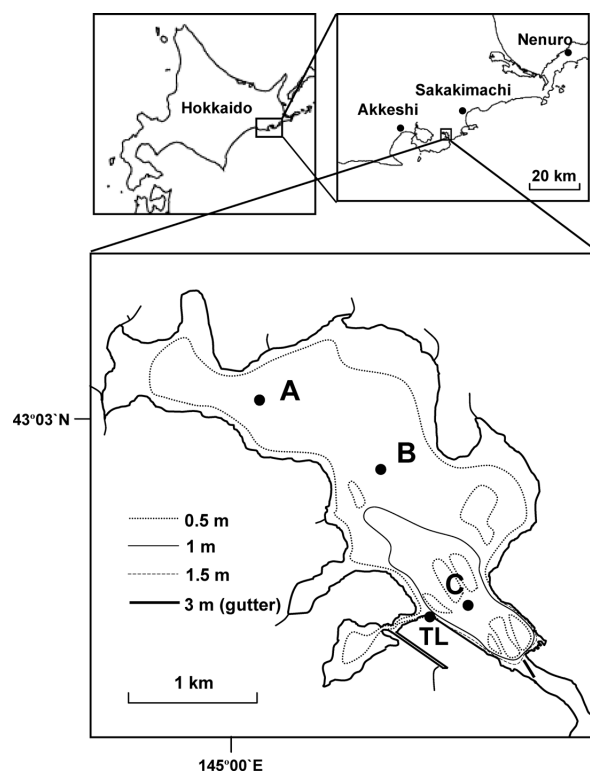 Hokkaido
Nenuro
Sakakimachi
Akkeshi
20 km
A
43°03`N
B
0.5 m
1 m
1.5 m
3 m (gutter)
C
TL
1 km
145°00`E